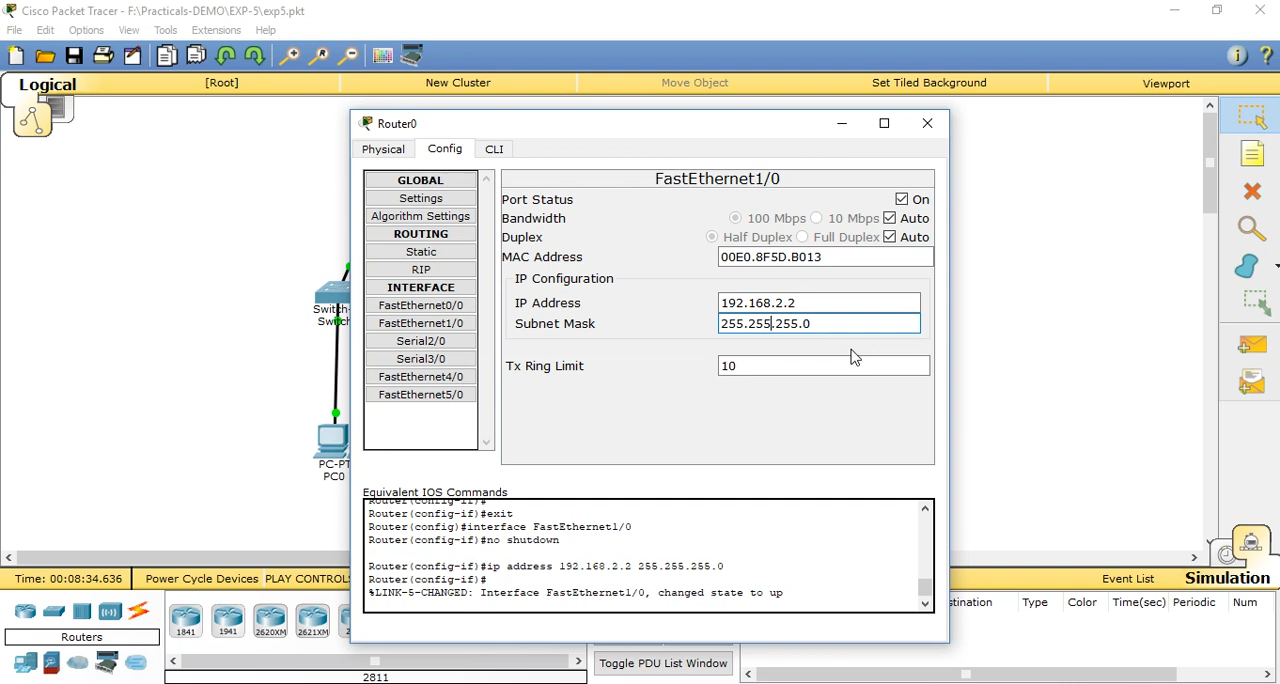 Cisco Packet Tracer - F:\Practicals-DEMO\EXP-5\exp5.pkt
File Edit Options View Tools Extensions Help
Logical [Root] New Cluster Move Object Set Tiled Background Viewport
Router0
Physical Config CLI
GLOBAL
Settings
Algorithm Settings
ROUTING
Static
RIP
INTERFACE
FastEthernet0/0
FastEthernet1/0
Serial2/0
Serial3/0
FastEthernet4/0
FastEthernet5/0
FastEthernet1/0
Port Status On
Bandwidth 100 Mbps 10 Mbps Auto
Duplex Half Duplex Full Duplex Auto
MAC Address 00E0.8F5D.B013
IP Configuration
IP Address 192.168.2.2
Subnet Mask 255.255.255.0
Tx Ring Limit 10
Switch-
Switc
PC-PT
PC0
Equivalent IOS Commands
Router(config-if)#
Router(config-if)#exit
Router(config)#interface FastEthernet1/0
Router(config-if)#no shutdown
Router(config-if)#ip address 192.168.2.2 255.255.255.0
Router(config-if)#
%LINK-5-CHANGED: Interface FastEthernet1/0, changed state to up
Time: 00:08:34.636 Power Cycle Devices PLAY CONTROLS Event List Simulation
1841 1941 2620XM 2621XM 2
Routers
2811
Toggle PDU List Window
stination Type Color Time(sec) Periodic Num